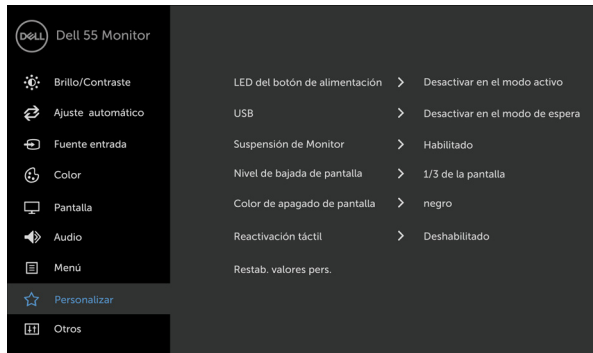 DELL Dell 55 Monitor
Brillo/Contraste
Ajuste automático
Fuente entrada
Color
Pantalla
Audio
Menú
Personalizar
Otros
LED del botón de alimentación > Desactivar en el modo activo
USB > Desactivar en el modo de espera
Suspensión de Monitor > Habilitado
Nivel de bajada de pantalla > 1/3 de la pantalla
Color de apagado de pantalla > negro
Reactivación táctil > Deshabilitado
Restab. valores pers.